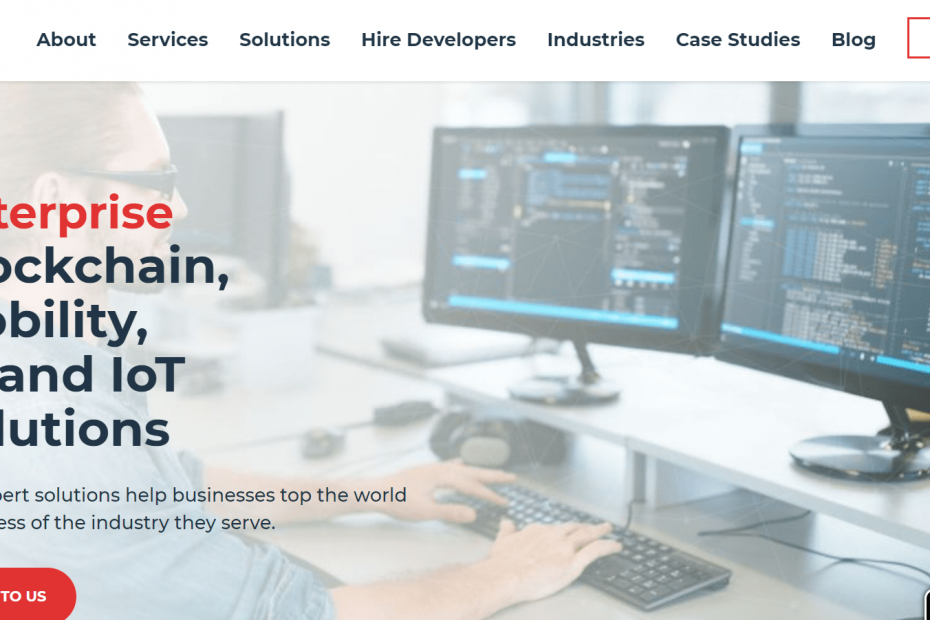 About Services Solutions Hire Developers Industries Case Studies Blog
terprise
ockchain,
obility,
and IoT
lutions
pert solutions help businesses top the world
ess of the industry they serve.
TO US